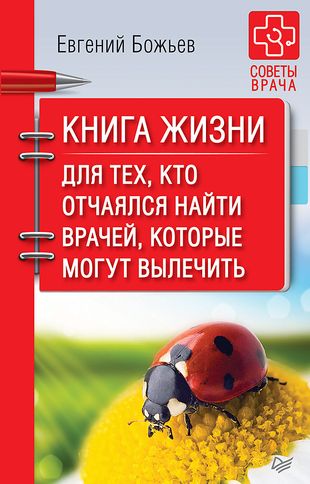 Евгений Божьев
СОВЕТЫ
ВРАЧА
КНИГА ЖИЗНИ
ДЛЯ ТЕХ, КТО
ОТЧАЯЛСЯ НАЙТИ
ВРАЧЕЙ, КОТОРЫЕ
МОГУТ ВЫЛЕЧИТЬ